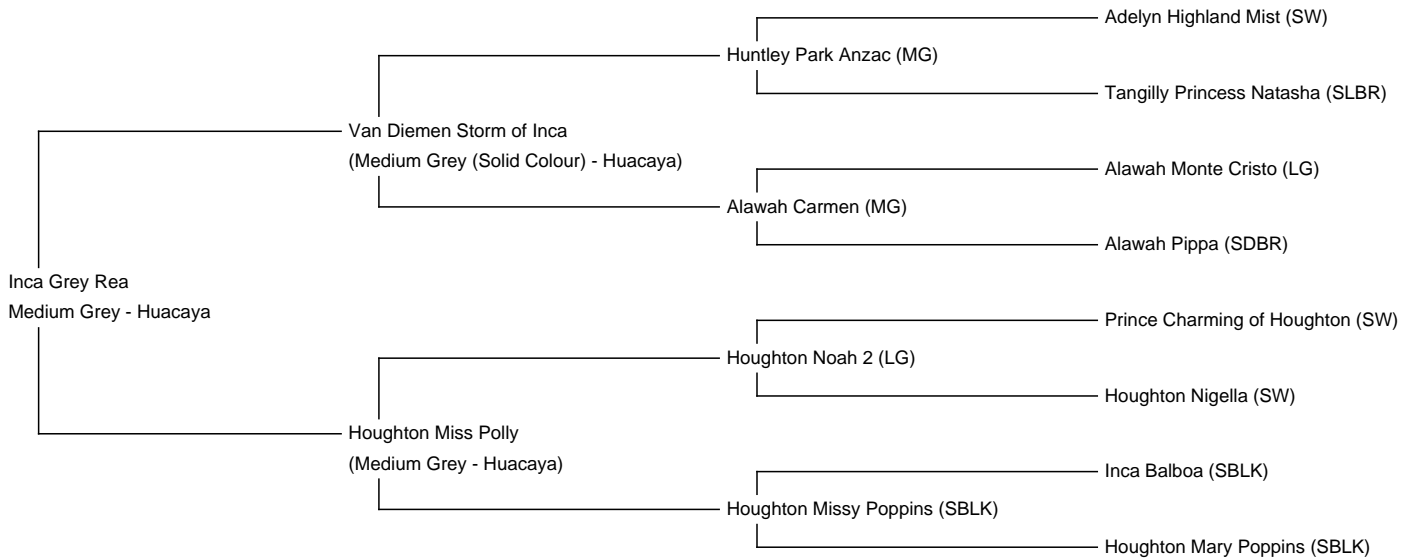 Adelyn Highland Mist (SW)
Huntley Park Anzac (MG)
Tangilly Princess Natasha (SLBR)
Van Diemen Storm of Inca
(Medium Grey (Solid Colour) - Huacaya)
Alawah Monte Cristo (LG)
Alawah Carmen (MG)
Alawah Pippa (SDBR)
Inca Grey Rea
Medium Grey - Huacaya
Prince Charming of Houghton (SW)
Houghton Noah 2 (LG)
Houghton Nigella (SW)
Houghton Miss Polly
(Medium Grey - Huacaya)
Inca Balboa (SBLK)
Houghton Missy Poppins (SBLK)
Houghton Mary Poppins (SBLK)